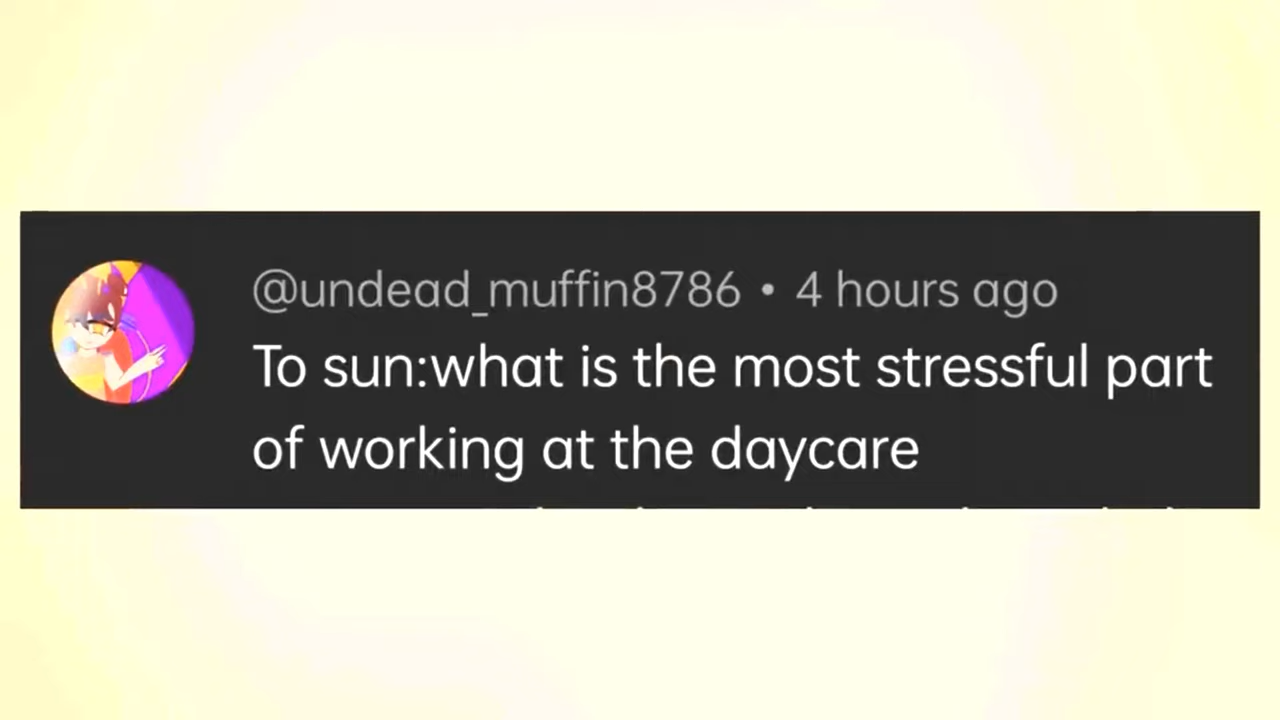 @undead_muffin8786 • 4 hours ago
To sun:what is the most stressful part
of working at the daycare